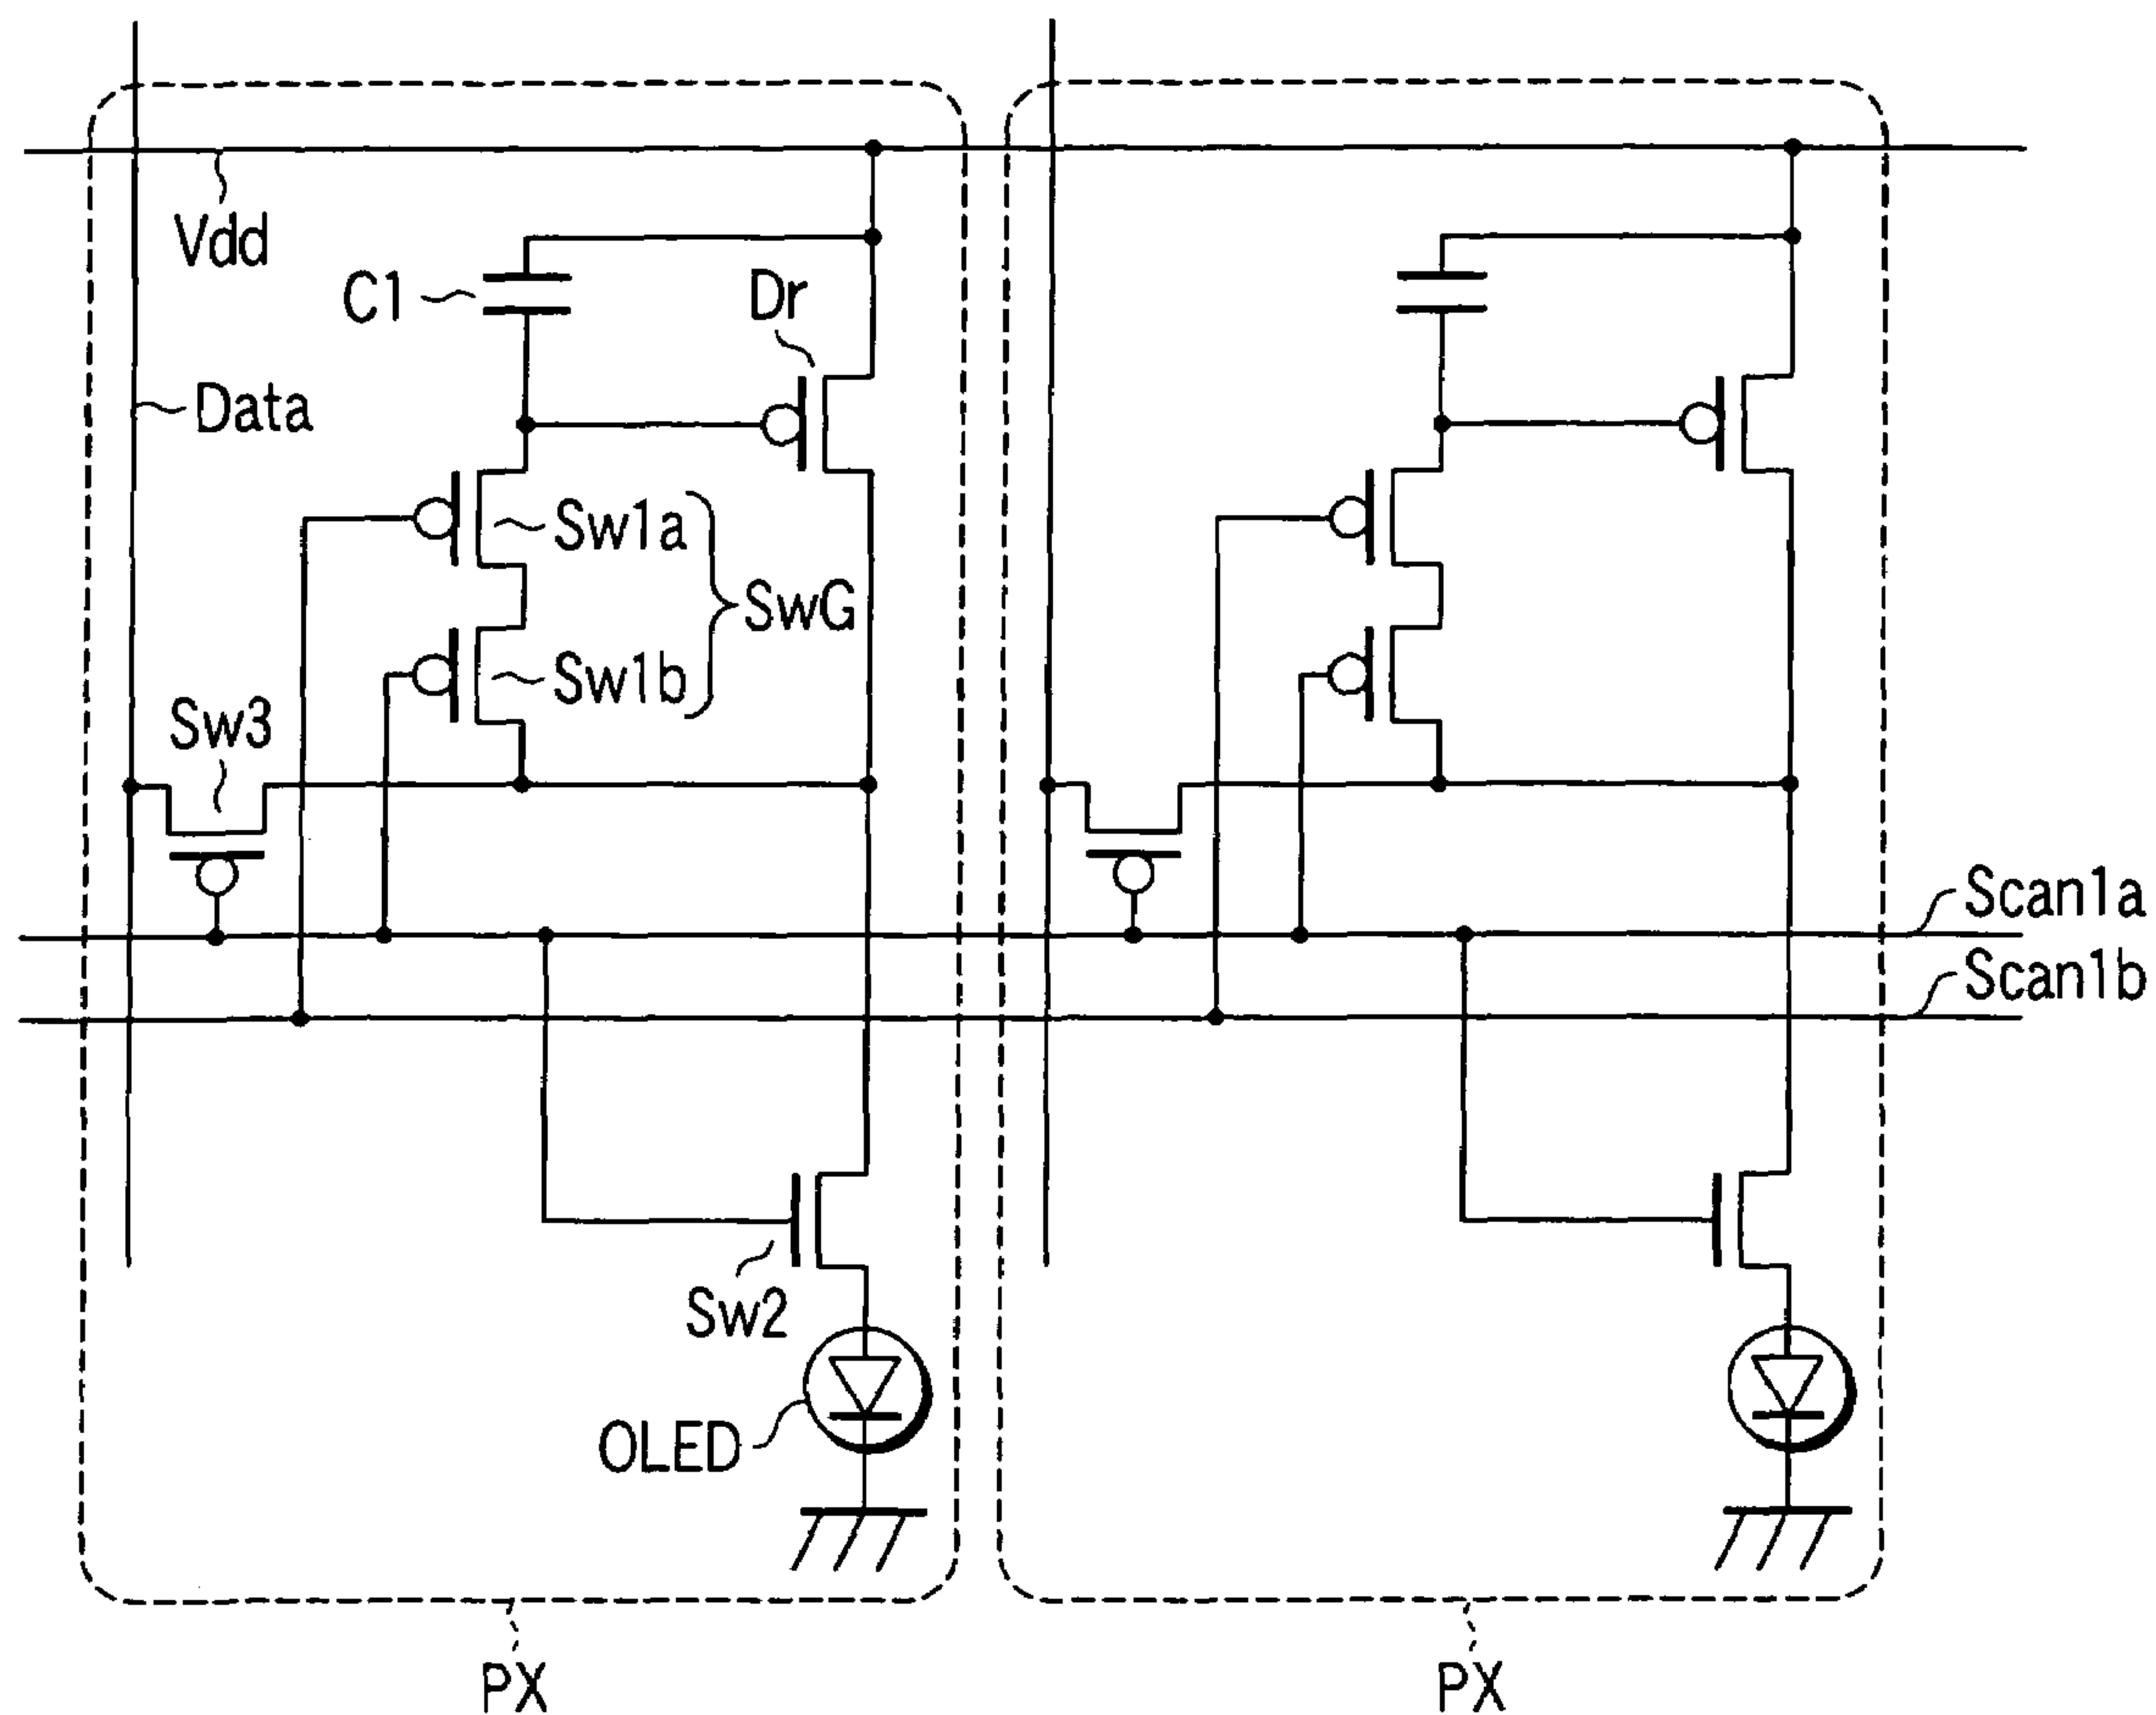 Vdd
C1
Dr
Data
Sw1a
SwG
Sw1b
Sw3
Scan1a
Scan1b
Sw2
OLED
PX
PX